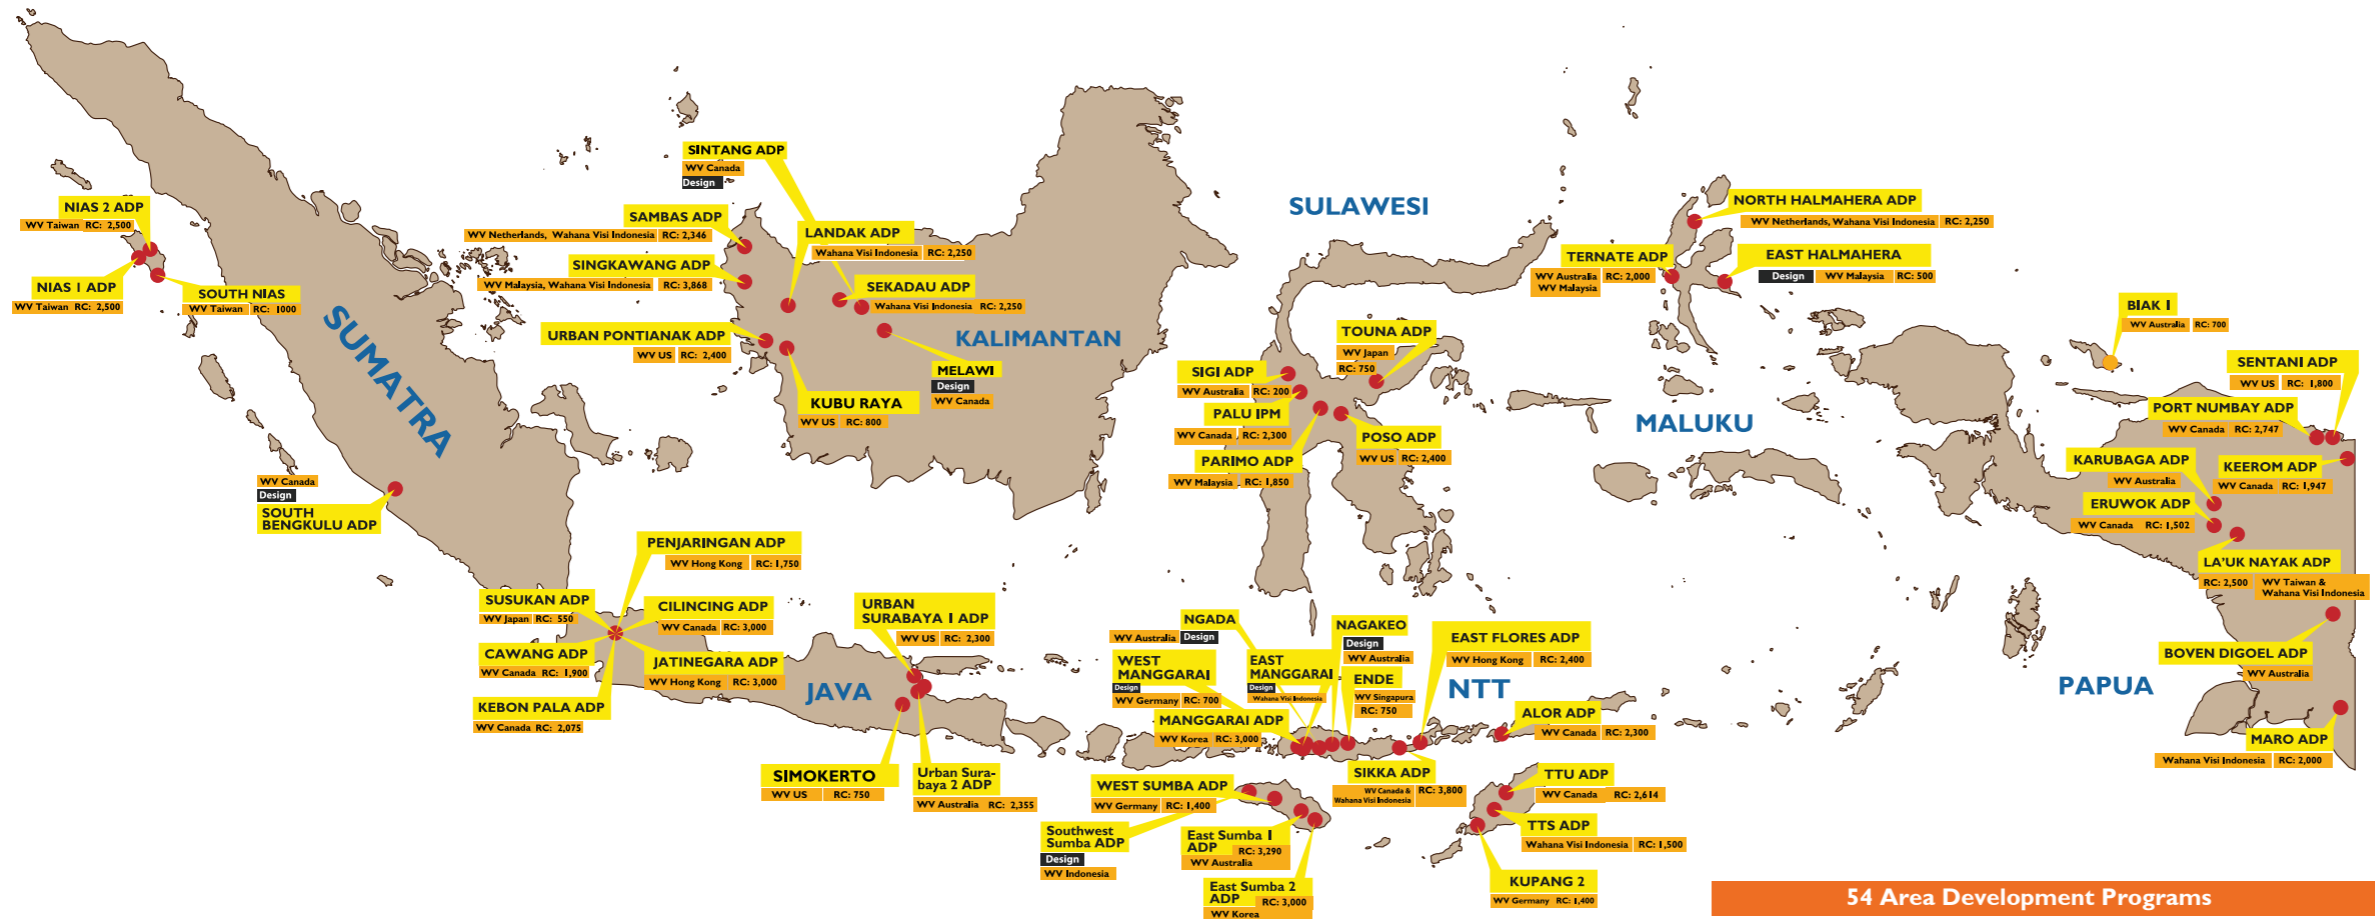 NIAS 2 ADP
WV Taiwan RC: 2,500
NIAS 1 ADP
WV Taiwan RC: 2,500
SOUTH NIAS
WV Taiwan RC: 1000
SUMATRA
WV Canada
Design
SOUTH
BENGKULU ADP
SINTANG ADP
WV Canada
Design
SAMBAS ADP
WV Netherlands, Wahana Visi Indonesia RC: 2,346
SINGKAWANG ADP
WV Malaysia, Wahana Visi Indonesia RC: 3,868
LANDAK ADP
Wahana Visi Indonesia RC: 2,250
SEKADAU ADP
Wahana Visi Indonesia RC: 2,250
URBAN PONTIANAK ADP
WV US RC: 2,400
KUBU RAYA
WV US RC: 800
MELAWI
Design
WV Canada
KALIMANTAN
PENJARINGAN ADP
WV Hong Kong RC: 1,750
SUSUKAN ADP
WV Japan RC: 550
CILINCING ADP
WV Canada RC: 3,000
CAWANG ADP
WV Canada RC: 1,900
JATINEGARA ADP
WV Hong Kong RC: 3,000
KEBON PALA ADP
WV Canada RC: 2,075
JAVA
URBAN
SURABAYA 1 ADP
WV US RC: 2,300
SIMOKERTO
WV US RC: 750
Urban Sura-
baya 2 ADP
WV Australia RC: 2,355
SULAWESI
TOUNA ADP
WV Japan
RC: 750
SIGI ADP
WV Australia RC: 200
PALU IPM
WV Canada RC: 2,300
PARIMO ADP
WV Malaysia RC: 1,850
POSO ADP
WV US RC: 2,400
NORTH HALMAHERA ADP
WV Netherlands, Wahana Visi Indonesia RC: 2,250
TERNATE ADP
WV Australia RC: 2,000
WV Malaysia
EAST HALMAHERA
Design WV Malaysia RC: 500
MALUKU
NGADA
WV Australia Design
WEST
MANGGARAI
Design
WV Germany RC: 700
EAST
MANGGARAI
Design
Wahana Visi Indonesia
NAGAKEO
Design
WV Australia
ENDE
WV Singapura
RC: 750
MANGGARAI ADP
WV Korea RC: 3,000
EAST FLORES ADP
WV Hong Kong RC: 2,400
NTT
ALOR ADP
WV Canada RC: 2,300
SIKKA ADP
WV Canada &
Wahana Visi Indonesia
RC: 3,800
WEST SUMBA ADP
WV Germany RC: 1,400
Southwest
Sumba ADP
Design
WV Indonesia
East Sumba 1
ADP RC: 3,290
WV Australia
East Sumba 2
ADP RC: 3,000
WV Korea
TTU ADP
WV Canada RC: 2,614
TTS ADP
Wahana Visi Indonesia RC: 1,500
KUPANG 2
WV Germany RC: 1,400
BIAK 1
WV Australia RC: 700
SENTANI ADP
WV US RC: 1,800
PORT NUMBAY ADP
WV Canada RC: 2,747
KARUBAGA ADP
WV Australia
KEEROM ADP
WV Canada RC: 1,947
ERUWOK ADP
WV Canada RC: 1,502
LA'UK NAYAK ADP
RC: 2,500 WV Taiwan &
Wahana Visi Indonesia
BOVEN DIGOEL ADP
WV Australia
PAPUA
MARO ADP
Wahana Visi Indonesia RC: 2,000
54 Area Development Programs